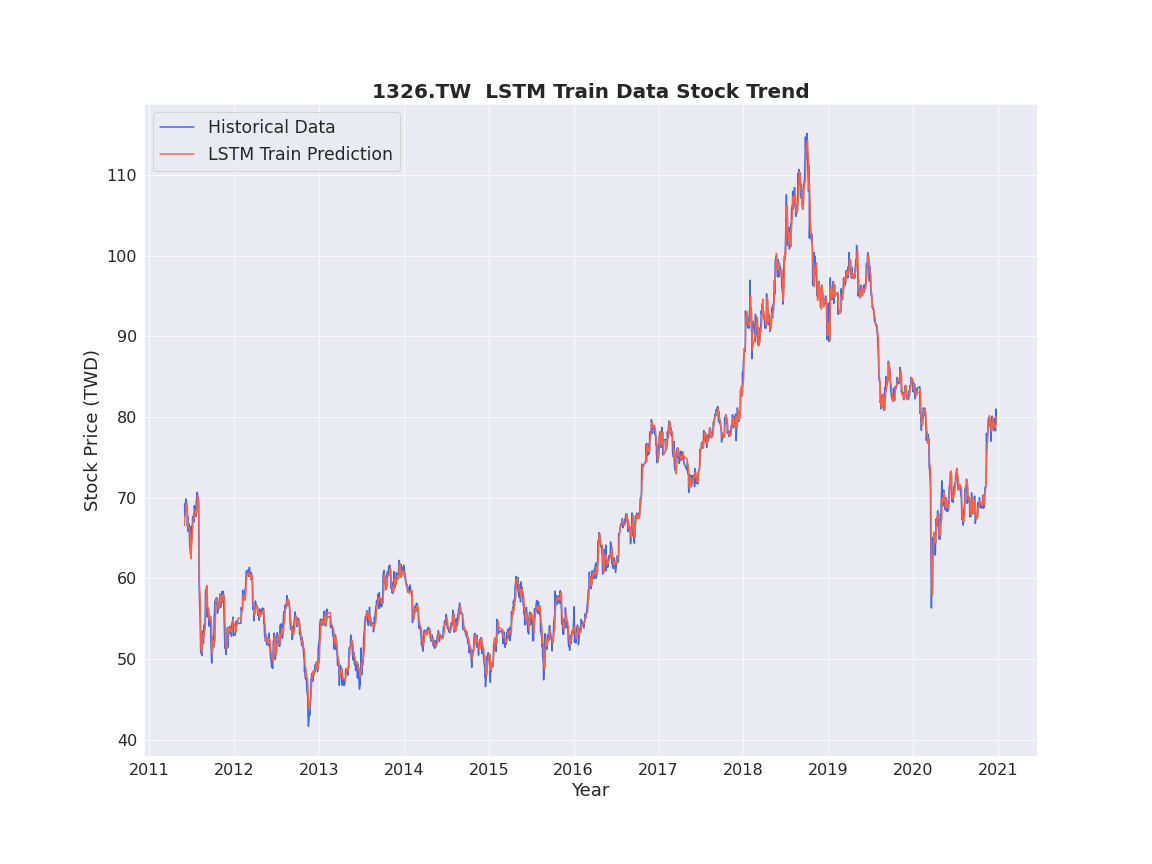 1326.TW  LSTM Train Data Stock Trend
Historical Data
LSTM Train Prediction
Stock Price (TWD)
110
100
90
80
70
60
50
40
2011 2012 2013 2014 2015 2016 2017 2018 2019 2020 2021
Year